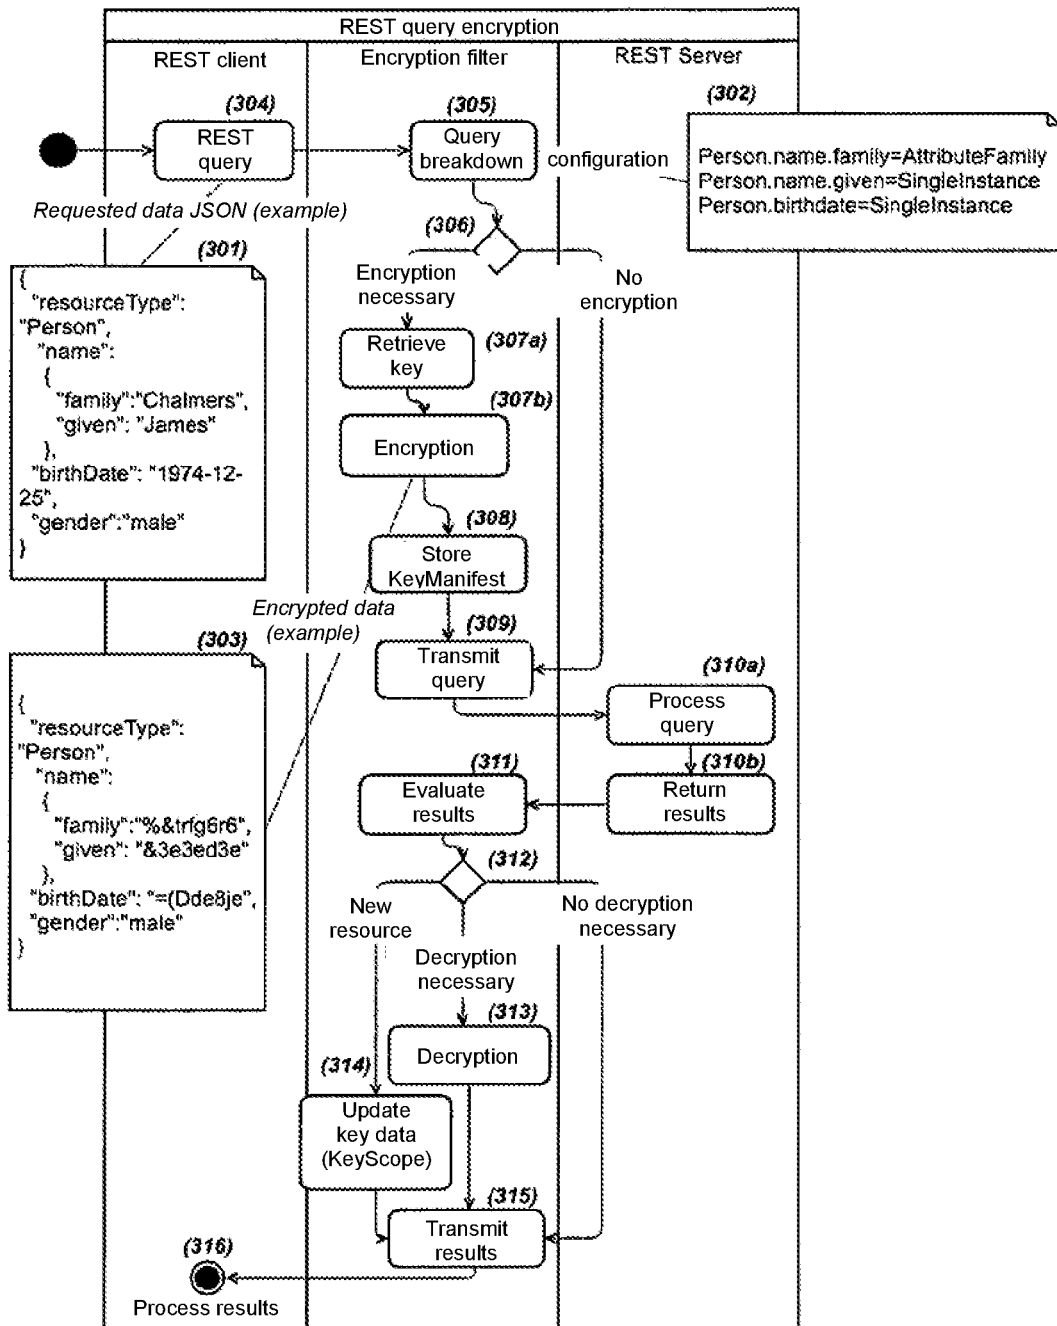 REST query encryption
REST client
Encryption filter
REST Server
(302)
(304)
(305)
REST
query
Query
breakdown
configuration
Person.name.family=AttributeFamily
Person.name.given=SingleInstance
Person.birthdate=SingleInstance
Requested data JSON (example)
(306)
(301)
Encryption
necessary
No
encryption
{
"resourceType":
"Person",
"name":
{
"family":"Chalmers",
"given": "James"
},
"birthDate": "1974-12-
25",
"gender":"male"
}
Retrieve
key
(307a)
(307b)
Encryption
(308)
Store
KeyManifest
Encrypted data
(example)
(309)
Transmit
query
(303)
{
"resourceType":
"Person",
"name":
{
"family":"%&trfg6r6",
"given": "&3e3ed3e"
},
"birthDate": "=(Dde8je",
"gender":"male"
}
(310a)
Process
query
(310b)
Return
results
(311)
Evaluate
results
(312)
New
resource
Decryption
necessary
No decryption
necessary
(313)
Decryption
(314)
Update
key data
(KeyScope)
(315)
Transmit
results
(316)
Process results